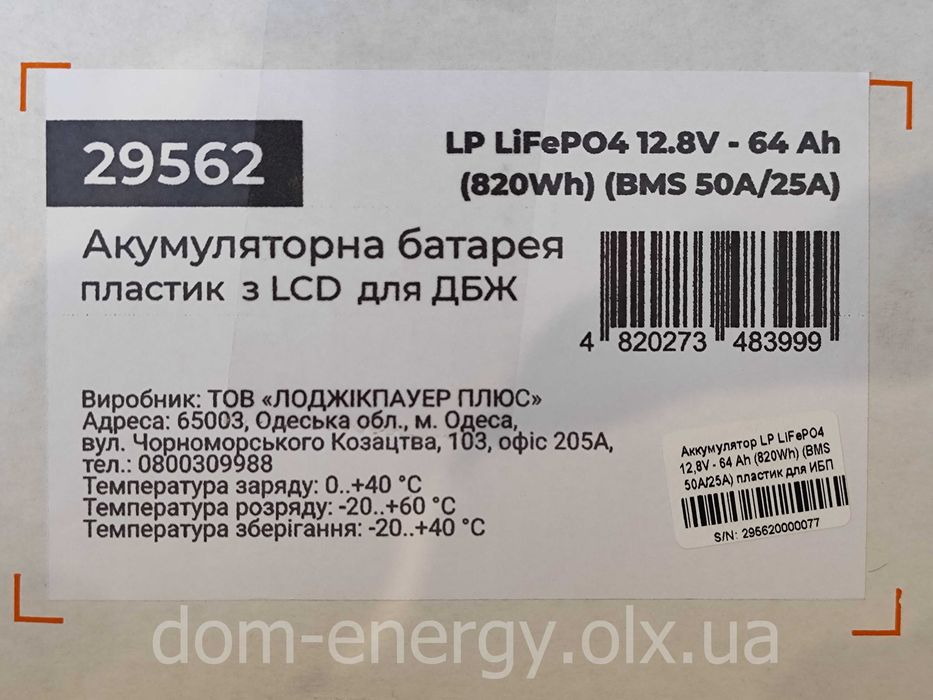 29562
LP LiFePO4 12.8V - 64 Ah
(820Wh) (BMS 50A/25A)
Акумуляторна батарея
пластик з LCD для ДБЖ
4 820273 483999
Виробник: ТОВ «ЛОДЖІКПАУЕР ПЛЮС»
Адреса: 65003, Одеська обл., м. Одеса,
вул. Чорноморського Козацтва, 103, офіс 205А,
тел.: 0800309988
Температура заряду: 0..+40 °C
Температура розряду: -20..+60 °C
Температура зберігання: -20..+40 °C
Аккумулятор LP LiFePO4
12,8V - 64 Ah (820Wh) (BMS
50A/25A) пластик для ИБП
S/N: 295620000077
dom-energy.olx.ua